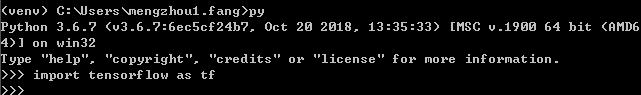 (venv) C:\Users\mengzhou1.fang>py
Python 3.6.7 (v3.6.7:6ec5cf24b7, Oct 20 2018, 13:35:33) [MSC v.1900 64 bit (AMD6
4)] on win32
Type "help", "copyright", "credits" or "license" for more information.
>>> import tensorflow as tf
>>>